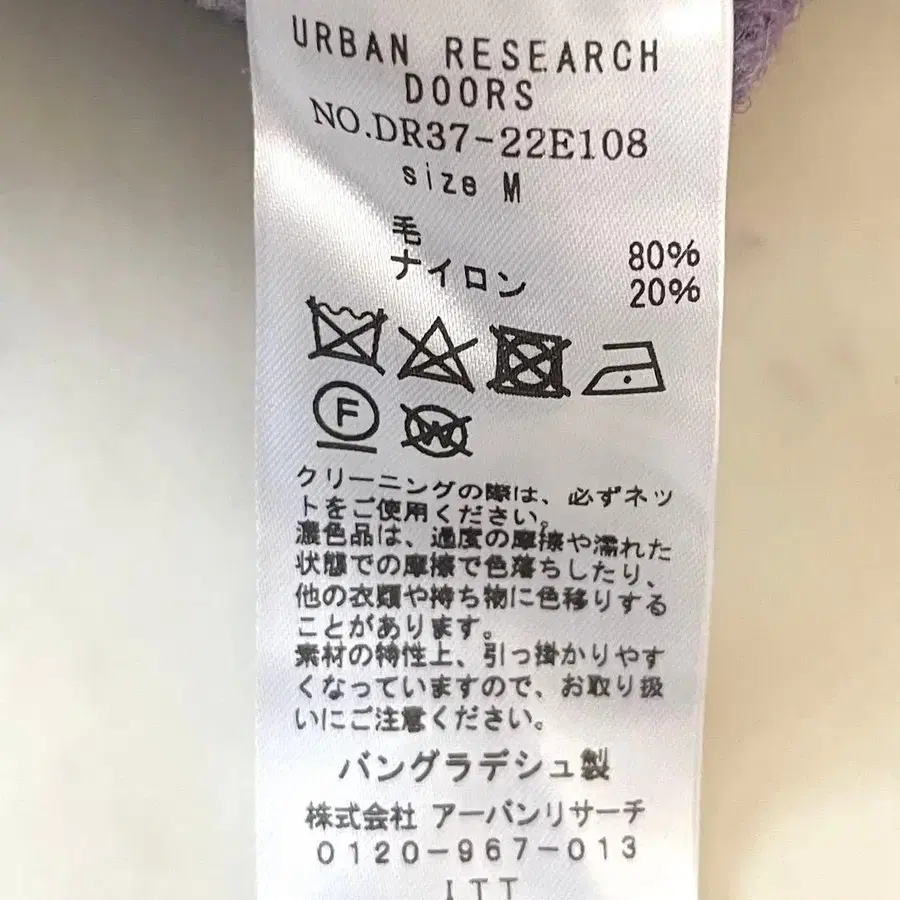 URBAN RESEARCH
DOORS
NO.DR37-22E108
size M
毛 80%
ナイロン 20%
F
W
クリーニングの際は、必ずネッ
トをご使用ください。
濃色品は、過度の摩擦や濡れた
状態での摩擦で色落ちしたり、
他の衣類や持ち物に色移りする
ことがあります。
素材の特性上、引っ掛かりやす
くなっていますので、お取り扱
いにご注意ください。
バングラデシュ製
株式会社 アーバンリサーチ
0120-967-013
ITT